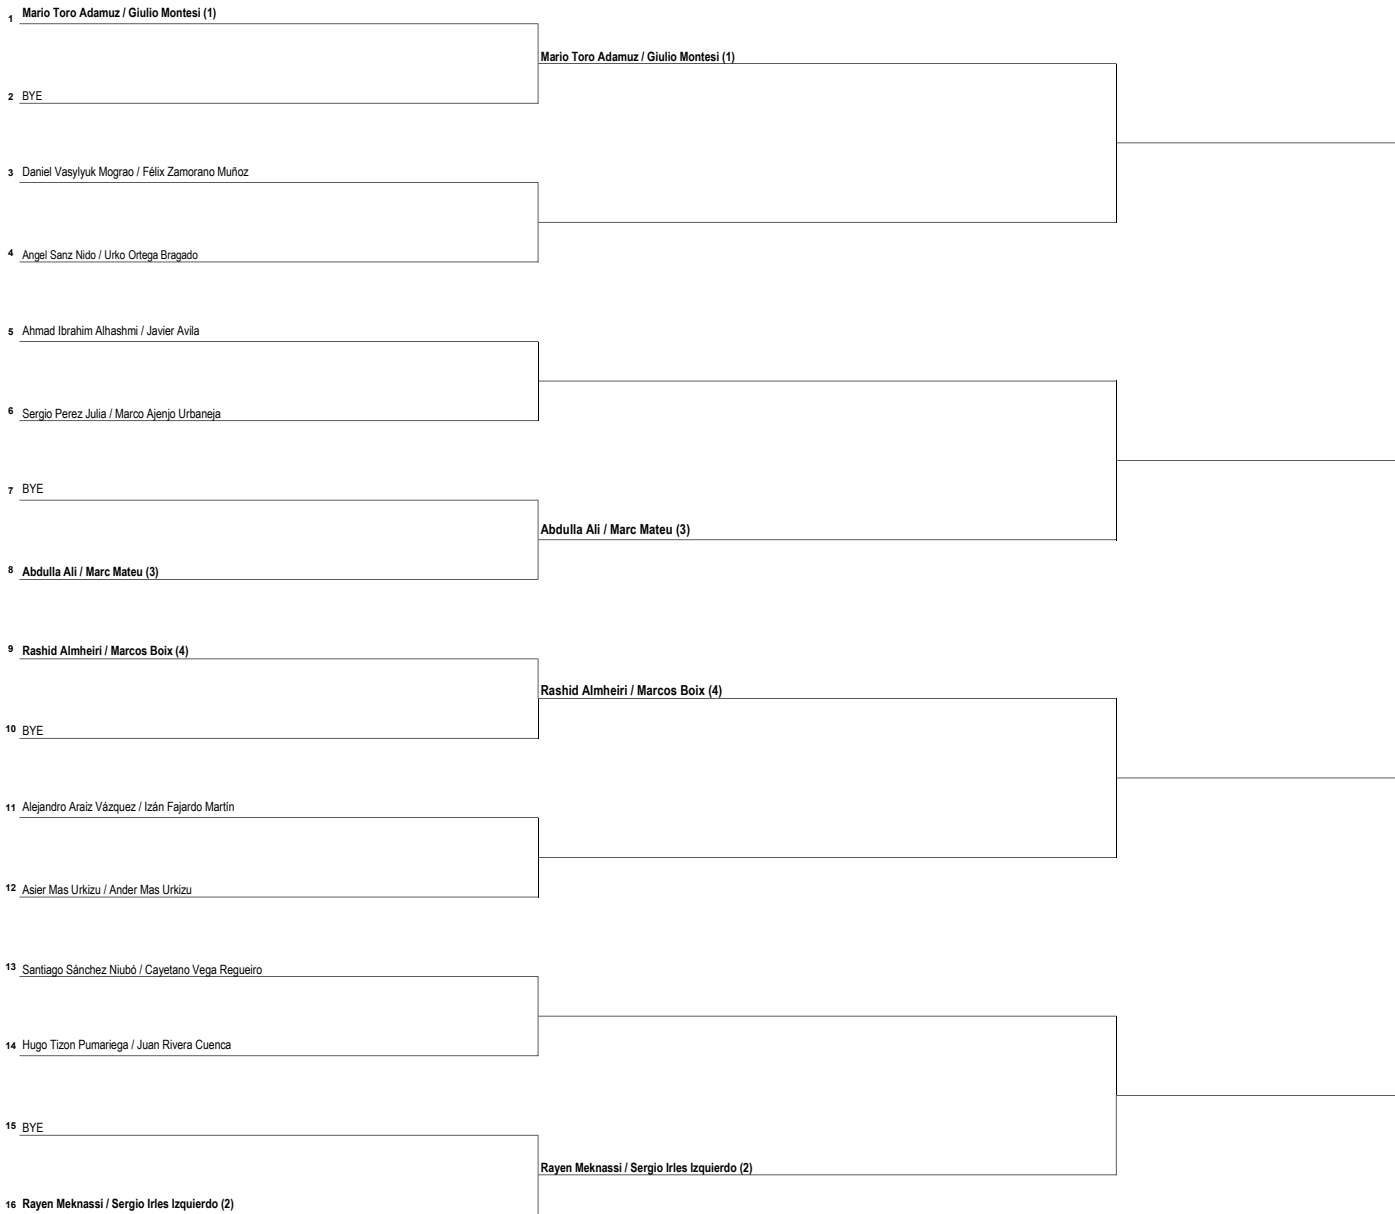 1 Mario Toro Adamuz / Giulio Montesi (1)
Mario Toro Adamuz / Giulio Montesi (1)
2 BYE
3 Daniel Vasylyuk Mograo / Félix Zamorano Muñoz
4 Angel Sanz Nido / Urko Ortega Bragado
5 Ahmad Ibrahim Alhashmi / Javier Avila
6 Sergio Perez Julia / Marco Ajenjo Urbaneja
7 BYE
Abdulla Ali / Marc Mateu (3)
8 Abdulla Ali / Marc Mateu (3)
9 Rashid Almheiri / Marcos Boix (4)
Rashid Almheiri / Marcos Boix (4)
10 BYE
11 Alejandro Araiz Vázquez / Izán Fajardo Martín
12 Asier Mas Urkizu / Ander Mas Urkizu
13 Santiago Sánchez Niubó / Cayetano Vega Regueiro
14 Hugo Tizon Pumariega / Juan Rivera Cuenca
15 BYE
Rayen Meknassi / Sergio Irles Izquierdo (2)
16 Rayen Meknassi / Sergio Irles Izquierdo (2)